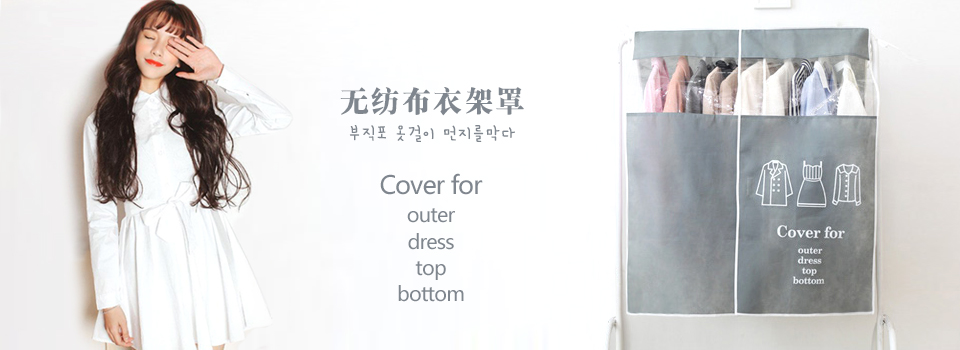 无纺布衣架罩
부직포 옷걸이 먼지를막다
Cover for
outer
dress
top
bottom
Cover for
outer
dress
top
bottom